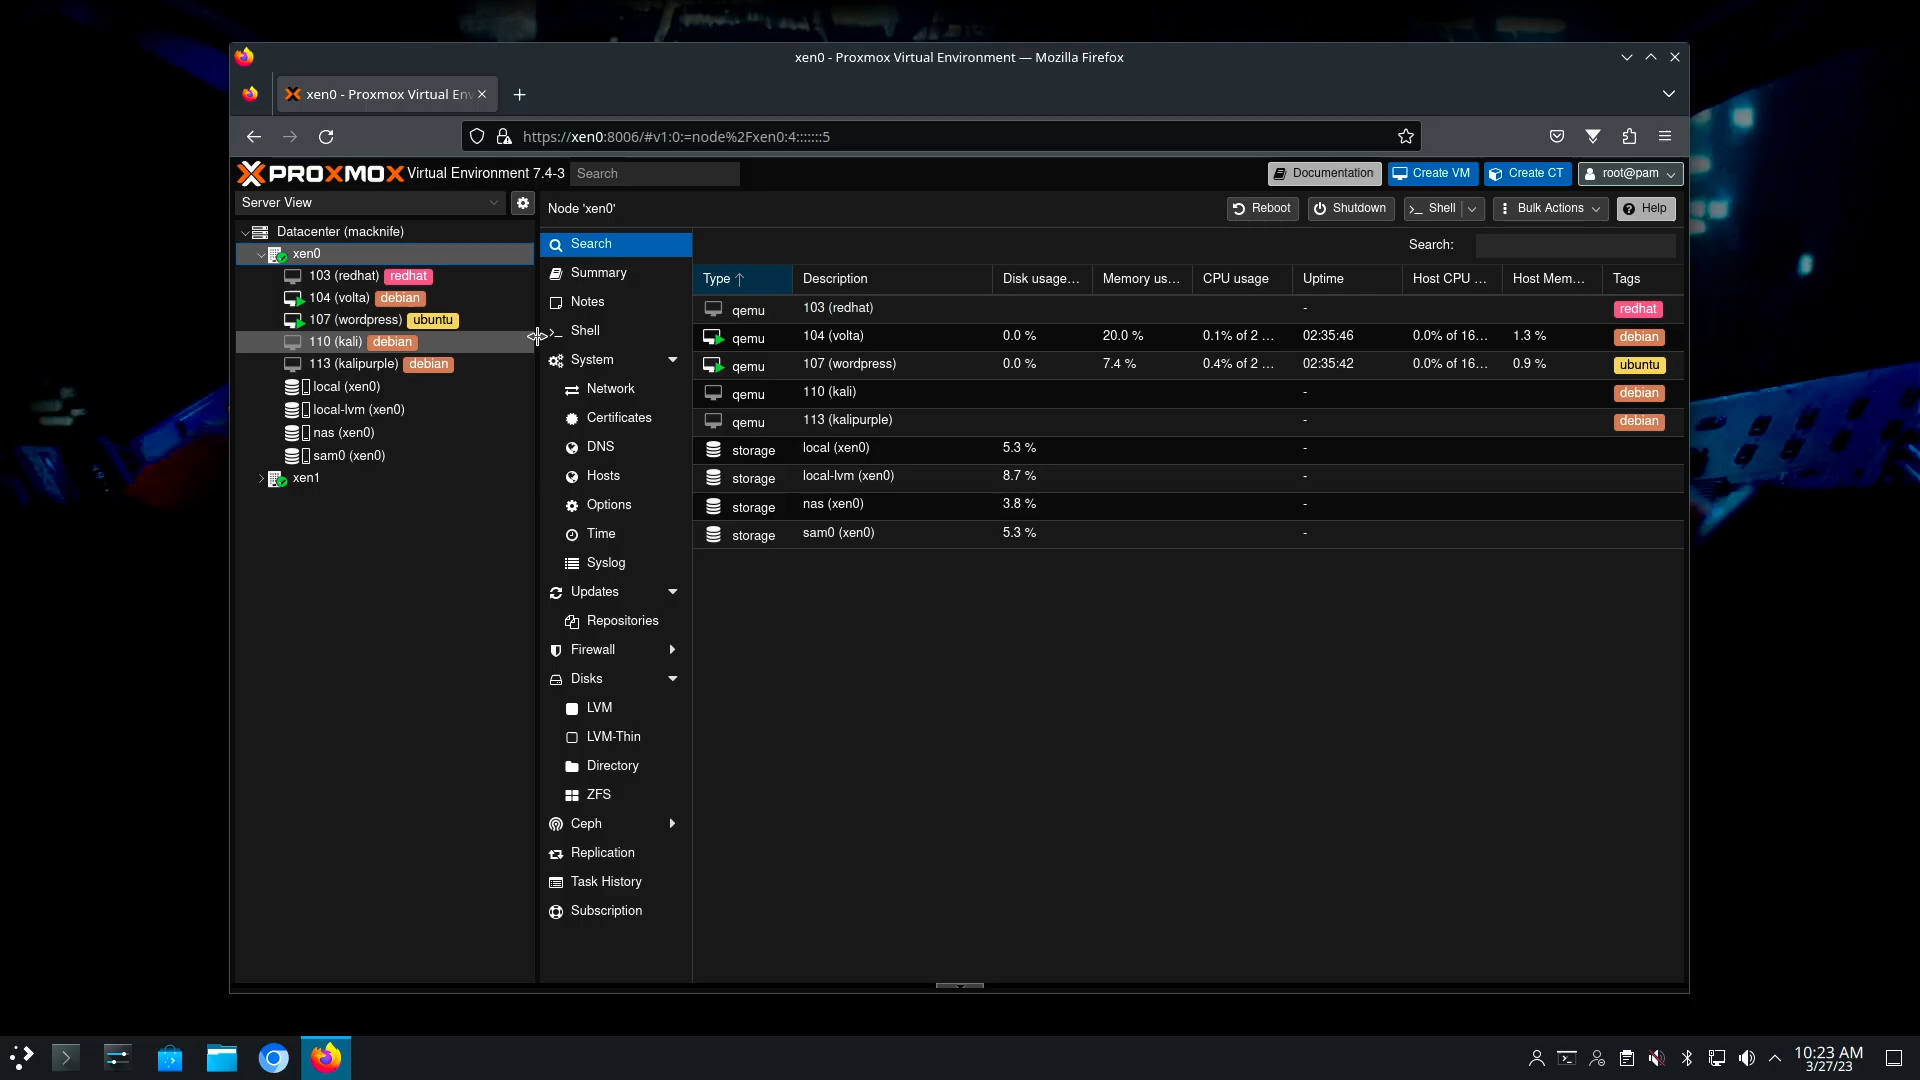 xen0 - Proxmox Virtual Environment — Mozilla Firefox
xen0 - Proxmox Virtual Env
https://xen0:8006/#v1:0:=node%2Fxen0:4:::::::5
PROXMOX Virtual Environment 7.4-3 Search Documentation Create VM Create CT root@pam
Server View
Node 'xen0' Reboot Shutdown Shell Bulk Actions Help
Datacenter (macknife)
xen0
103 (redhat) redhat
104 (volta) debian
107 (wordpress) ubuntu
110 (kali) debian
113 (kalipurple) debian
local (xen0)
local-lvm (xen0)
nas (xen0)
sam0 (xen0)
xen1
Search
Summary
Notes
Shell
System
Network
Certificates
DNS
Hosts
Options
Time
Syslog
Updates
Repositories
Firewall
Disks
LVM
LVM-Thin
Directory
ZFS
Ceph
Replication
Task History
Subscription
Search:
Type Description Disk usage... Memory us... CPU usage Uptime Host CPU ... Host Mem... Tags
qemu 103 (redhat) - redhat
qemu 104 (volta) 0.0 % 20.0 % 0.1% of 2 ... 02:35:46 0.0% of 16... 1.3 % debian
qemu 107 (wordpress) 0.0 % 7.4 % 0.4% of 2 ... 02:35:42 0.0% of 16... 0.9 % ubuntu
qemu 110 (kali) - debian
qemu 113 (kalipurple) - debian
storage local (xen0) 5.3 % -
storage local-lvm (xen0) 8.7 % -
storage nas (xen0) 3.8 % -
storage sam0 (xen0) 5.3 % -
10:23 AM
3/27/23